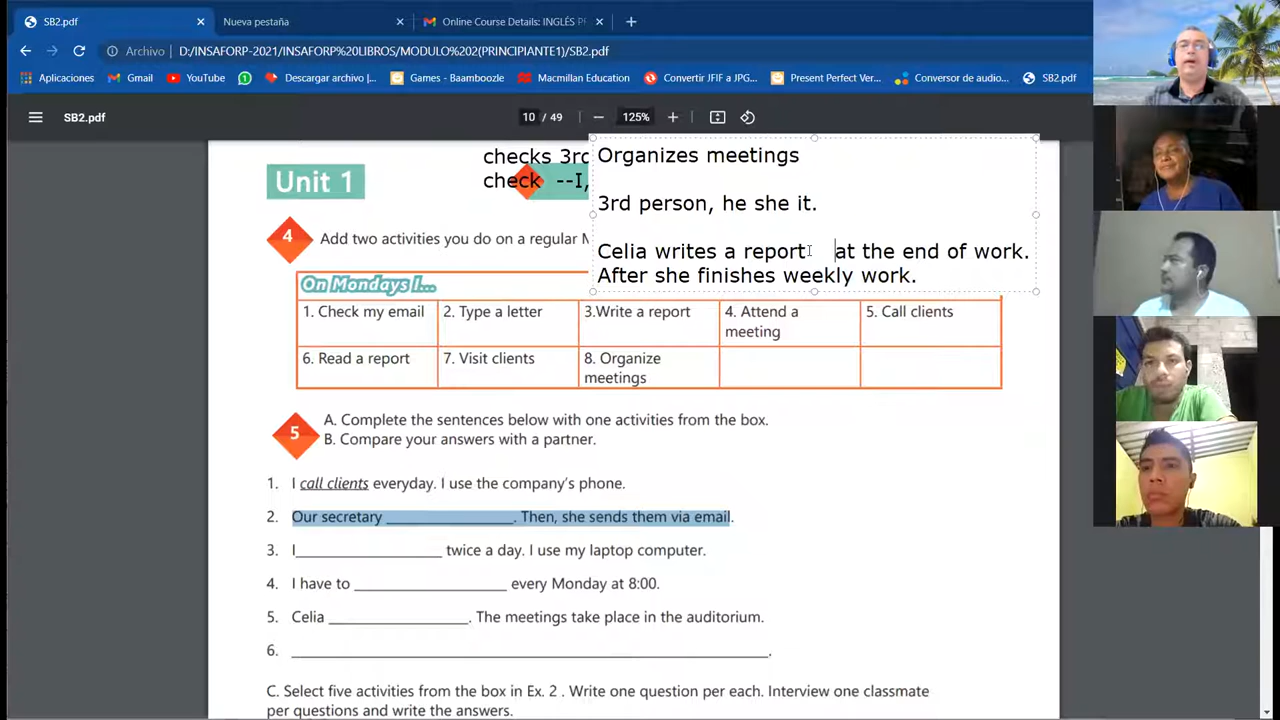 SB2.pdf
Nueva pestaña
Online Course Details: INGLÉS PR
Archivo
D:/INSAFORP-2021/INSAFORP%20LIBROS/MODULO%202(PRINCIPIANTE1)/SB2.pdf
Aplicaciones
Gmail
YouTube
Descargar archivo |...
Games - Baamboozle
Macmillan Education
Convertir JFIF a JPG...
Present Perfect Ver...
Conversor de audio...
SB2.pdf
SB2.pdf
10 / 49
125%
Unit 1
checks 3rd
check --I,
Organizes meetings
3rd person, he she it.
Celia writes a report at the end of work.
After she finishes weekly work.
4
Add two activities you do on a regular M
On Mondays I...
1. Check my email
2. Type a letter
3.Write a report
4. Attend a
meeting
5. Call clients
6. Read a report
7. Visit clients
8. Organize
meetings
5
A. Complete the sentences below with one activities from the box.
B. Compare your answers with a partner.
1. I call clients everyday. I use the company's phone.
2. Our secretary _______________. Then, she sends them via email.
3. I_________________ twice a day. I use my laptop computer.
4. I have to __________________ every Monday at 8:00.
5. Celia ________________. The meetings take place in the auditorium.
6. _________________________________________________________.
C. Select five activities from the box in Ex. 2 . Write one question per each. Interview one classmate
per questions and write the answers.